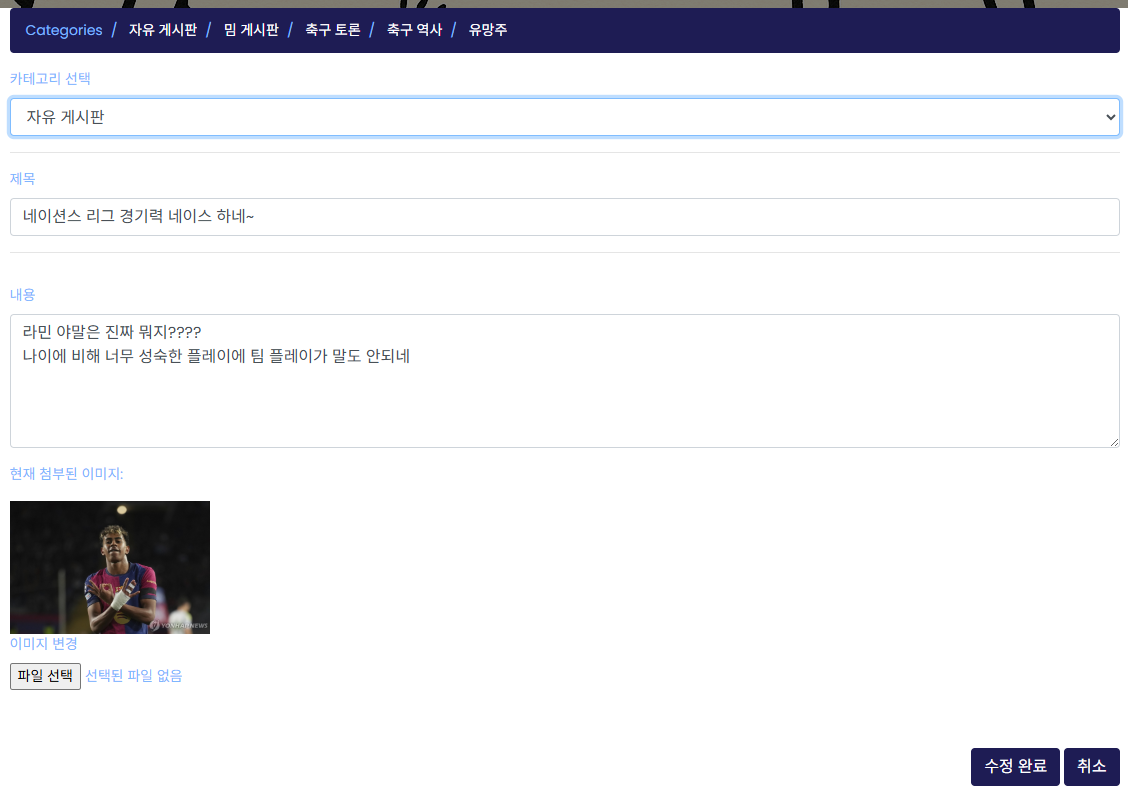 Categories / 자유 게시판 / 밈 게시판 / 축구 토론 / 축구 역사 / 유망주
카테고리 선택
자유 게시판
제목
네이션스 리그 경기력 네이스 하네~
내용
라민 야말은 진짜 뭐지????
나이에 비해 너무 성숙한 플레이에 팀 플레이가 말도 안되네
현재 첨부된 이미지:
YONHAPNEWS
이미지 변경
파일 선택 선택된 파일 없음
수정 완료 취소